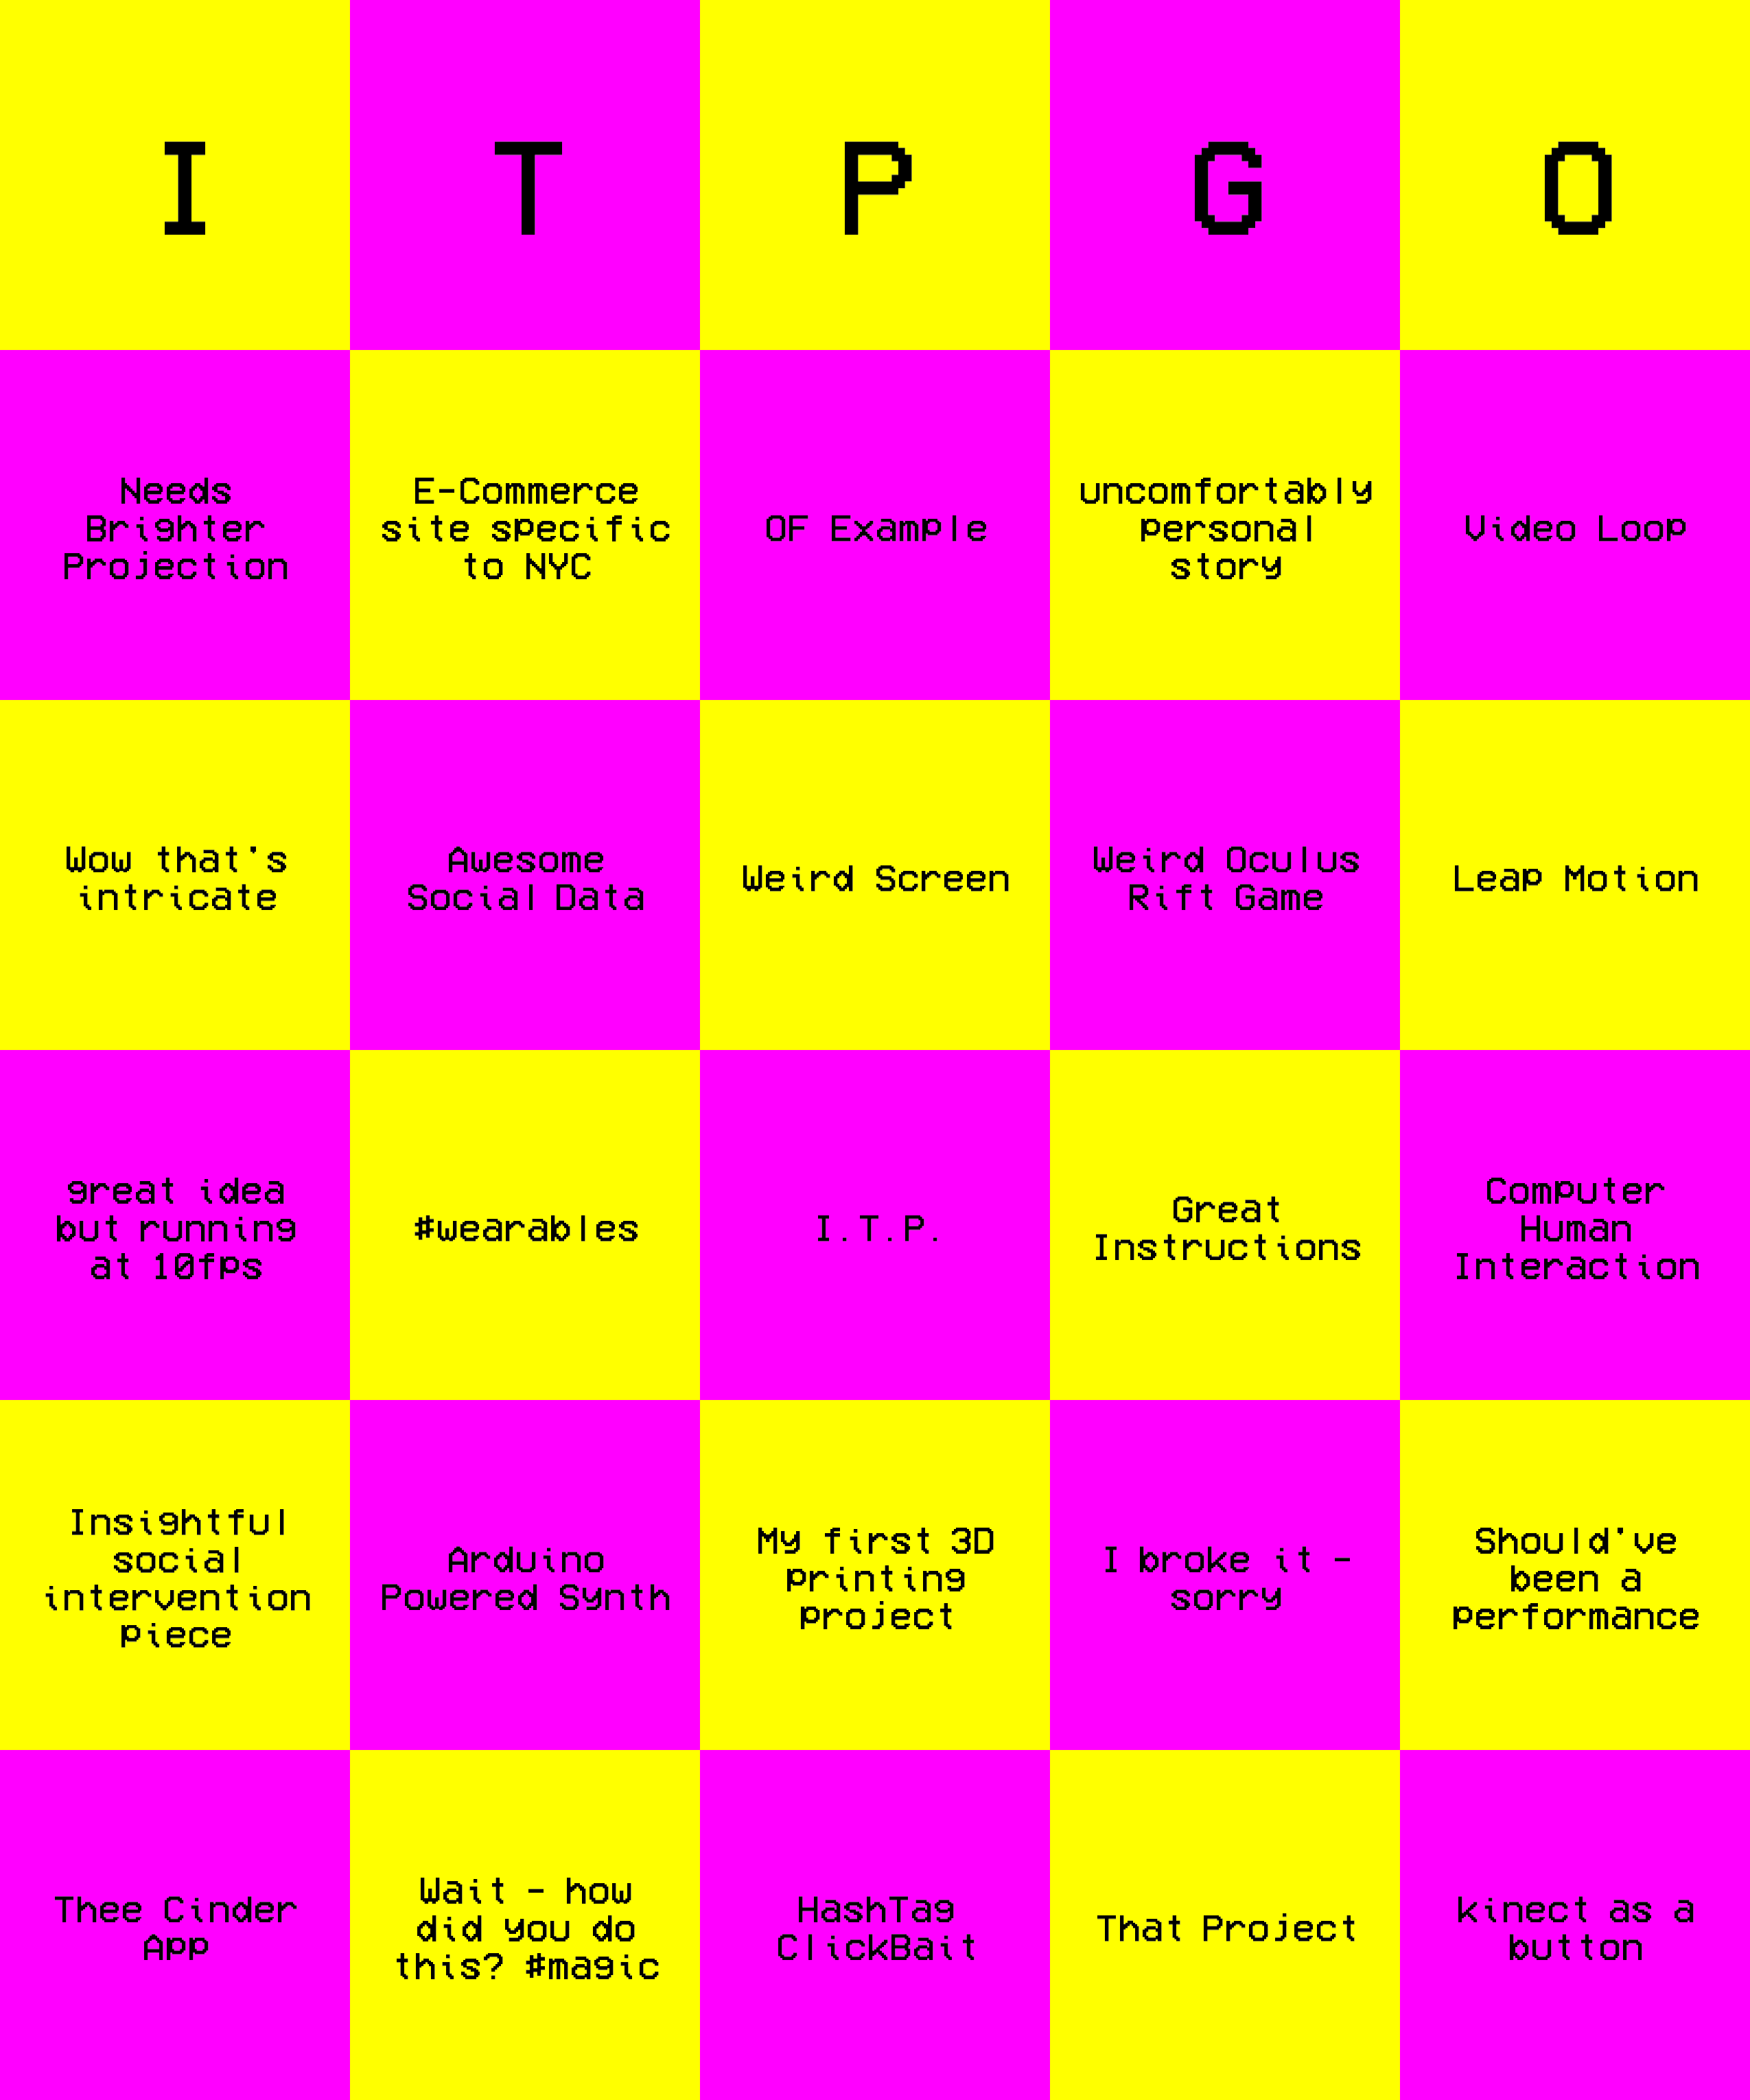 I
T
P
G
O
Needs
Brighter
Projection
E-Commerce
site specific
to NYC
OF Example
uncomfortably
personal
story
Video Loop
Wow that's
intricate
Awesome
Social Data
Weird Screen
Weird Oculus
Rift Game
Leap Motion
great idea
but running
at 10fps
#wearables
I.T.P.
Great
Instructions
Computer
Human
Interaction
Insightful
social
intervention
piece
Arduino
Powered Synth
My first 3D
printing
project
I broke it -
sorry
Should've
been a
performance
Thee Cinder
App
Wait - how
did you do
this? #magic
HashTag
ClickBait
That Project
kinect as a
button